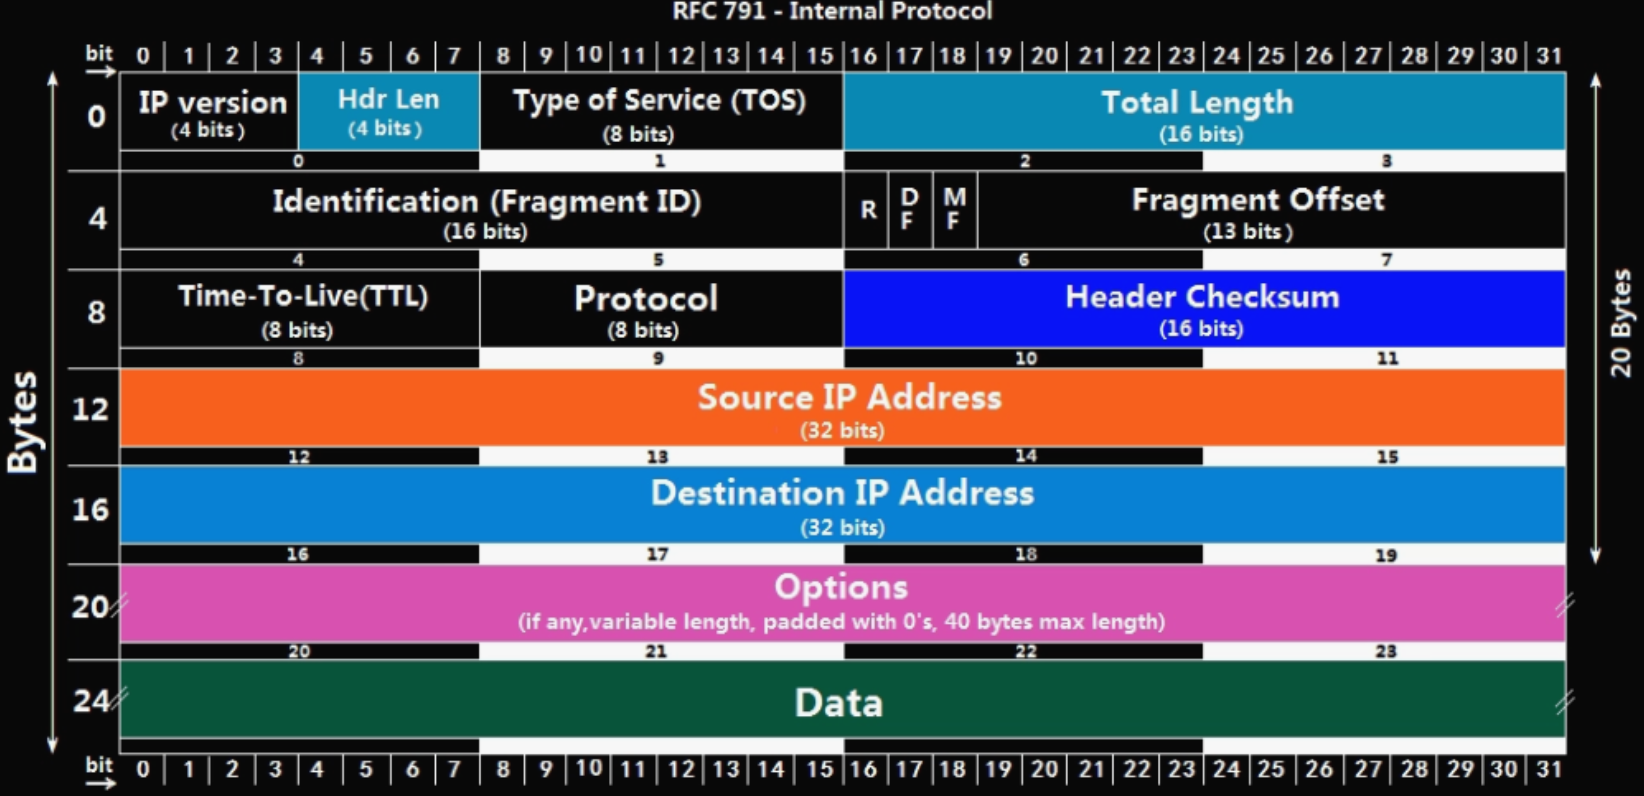 RFC 791 - Internal Protocol
bit 0 1 2 3 4 5 6 7 8 9 10 11 12 13 14 15 16 17 18 19 20 21 22 23 24 25 26 27 28 29 30 31
0 IP version Hdr Len Type of Service (TOS) Total Length
(4 bits) (4 bits) (8 bits) (16 bits)
0 1 2 3
4 Identification (Fragment ID) R DF MF Fragment Offset
(16 bits) (13 bits)
4 5 6 7
8 Time-To-Live(TTL) Protocol Header Checksum
(8 bits) (8 bits) (16 bits)
8 9 10 11
12 Source IP Address
(32 bits)
12 13 14 15
16 Destination IP Address
(32 bits)
16 17 18 19
20 Options
(if any,variable length, padded with 0's, 40 bytes max length)
20 21 22 23
24 Data
bit 0 1 2 3 4 5 6 7 8 9 10 11 12 13 14 15 16 17 18 19 20 21 22 23 24 25 26 27 28 29 30 31
Bytes
20 Bytes